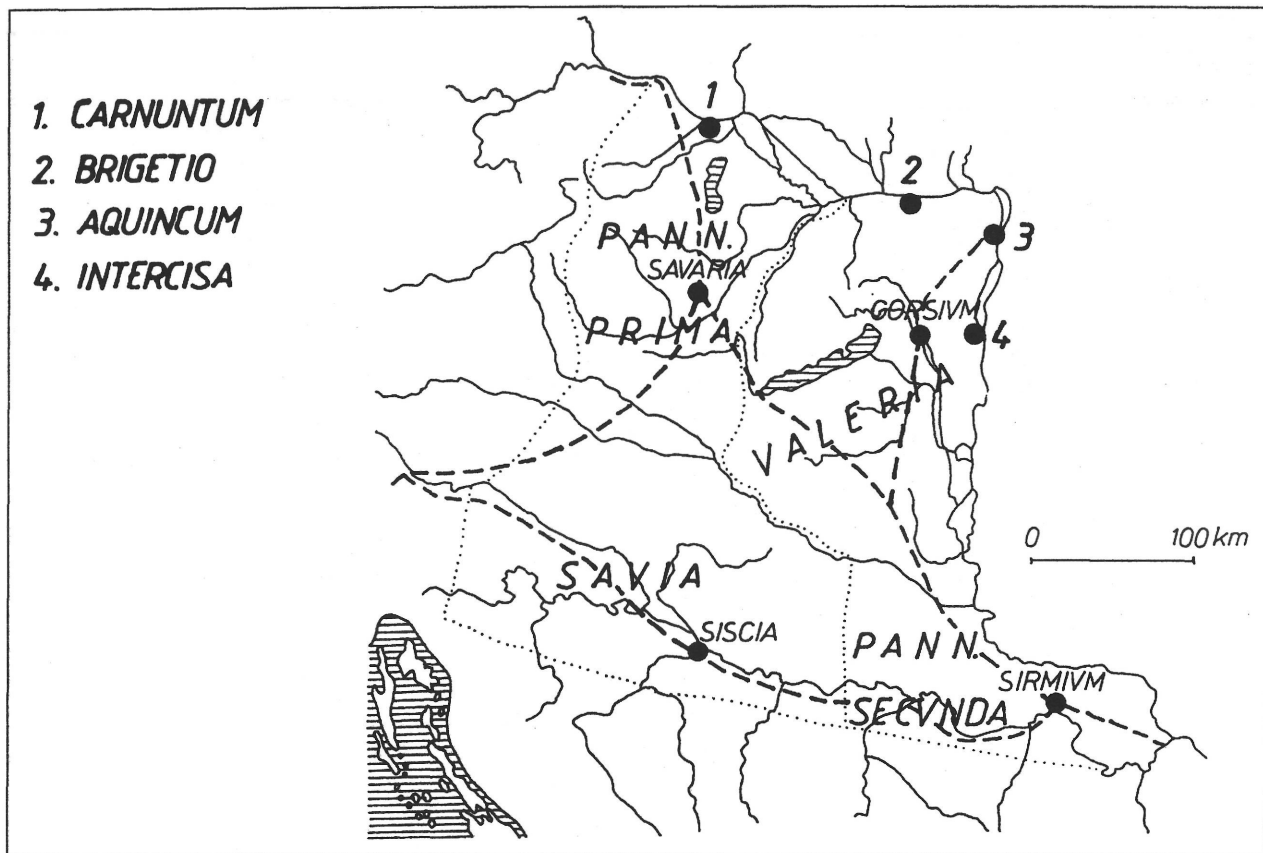 1. CARNUNTUM
2. BRIGETIO
3. AQUINCUM
4. INTERCISA
1
2
3
PANN.
SAVARIA
GORSIVM
4
PRIMA
VALERIA
0 100 km
SAVIA
SISCIA
PANN.
SIRMIVM
SECVNDA